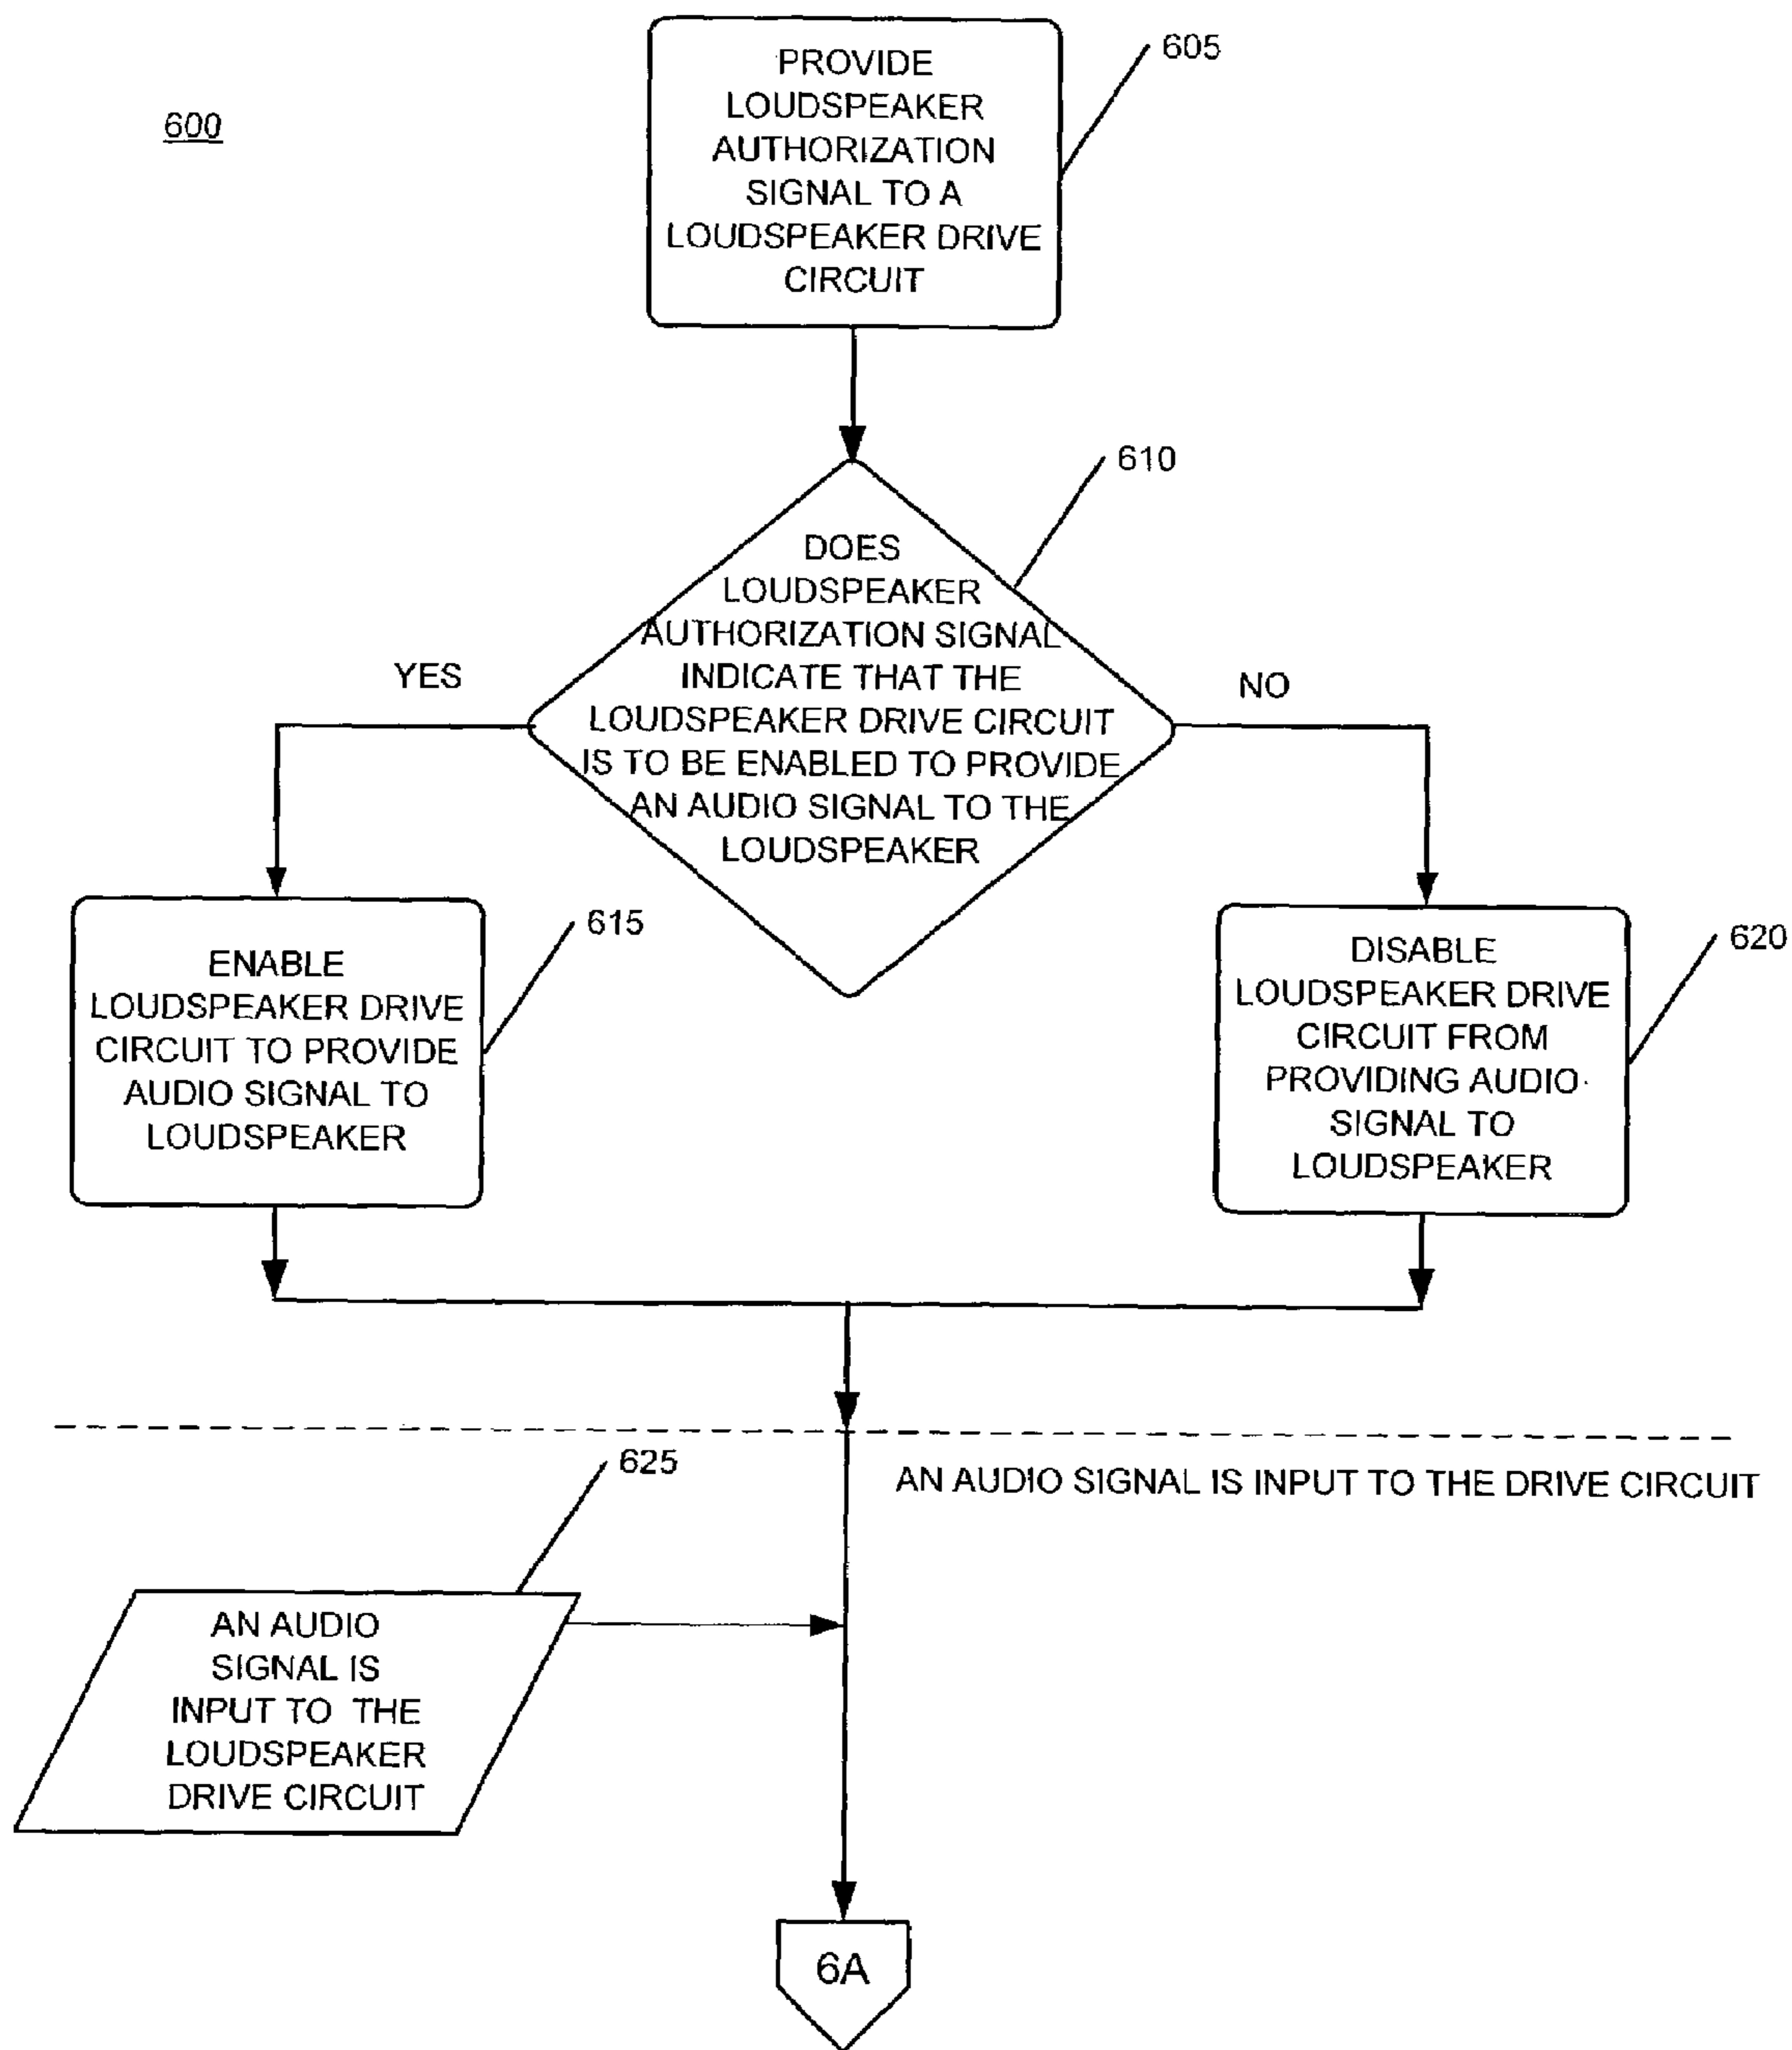 600
PROVIDE
LOUDSPEAKER
AUTHORIZATION
SIGNAL TO A
LOUDSPEAKER DRIVE
CIRCUIT
605
610
DOES
LOUDSPEAKER
AUTHORIZATION SIGNAL
INDICATE THAT THE
LOUDSPEAKER DRIVE CIRCUIT
IS TO BE ENABLED TO PROVIDE
AN AUDIO SIGNAL TO THE
LOUDSPEAKER
YES
NO
ENABLE
LOUDSPEAKER DRIVE
CIRCUIT TO PROVIDE
AUDIO SIGNAL TO
LOUDSPEAKER
615
DISABLE
LOUDSPEAKER DRIVE
CIRCUIT FROM
PROVIDING AUDIO
SIGNAL TO
LOUDSPEAKER
620
AN AUDIO SIGNAL IS INPUT TO THE DRIVE CIRCUIT
625
AN AUDIO
SIGNAL IS
INPUT TO THE
LOUDSPEAKER
DRIVE CIRCUIT
6A